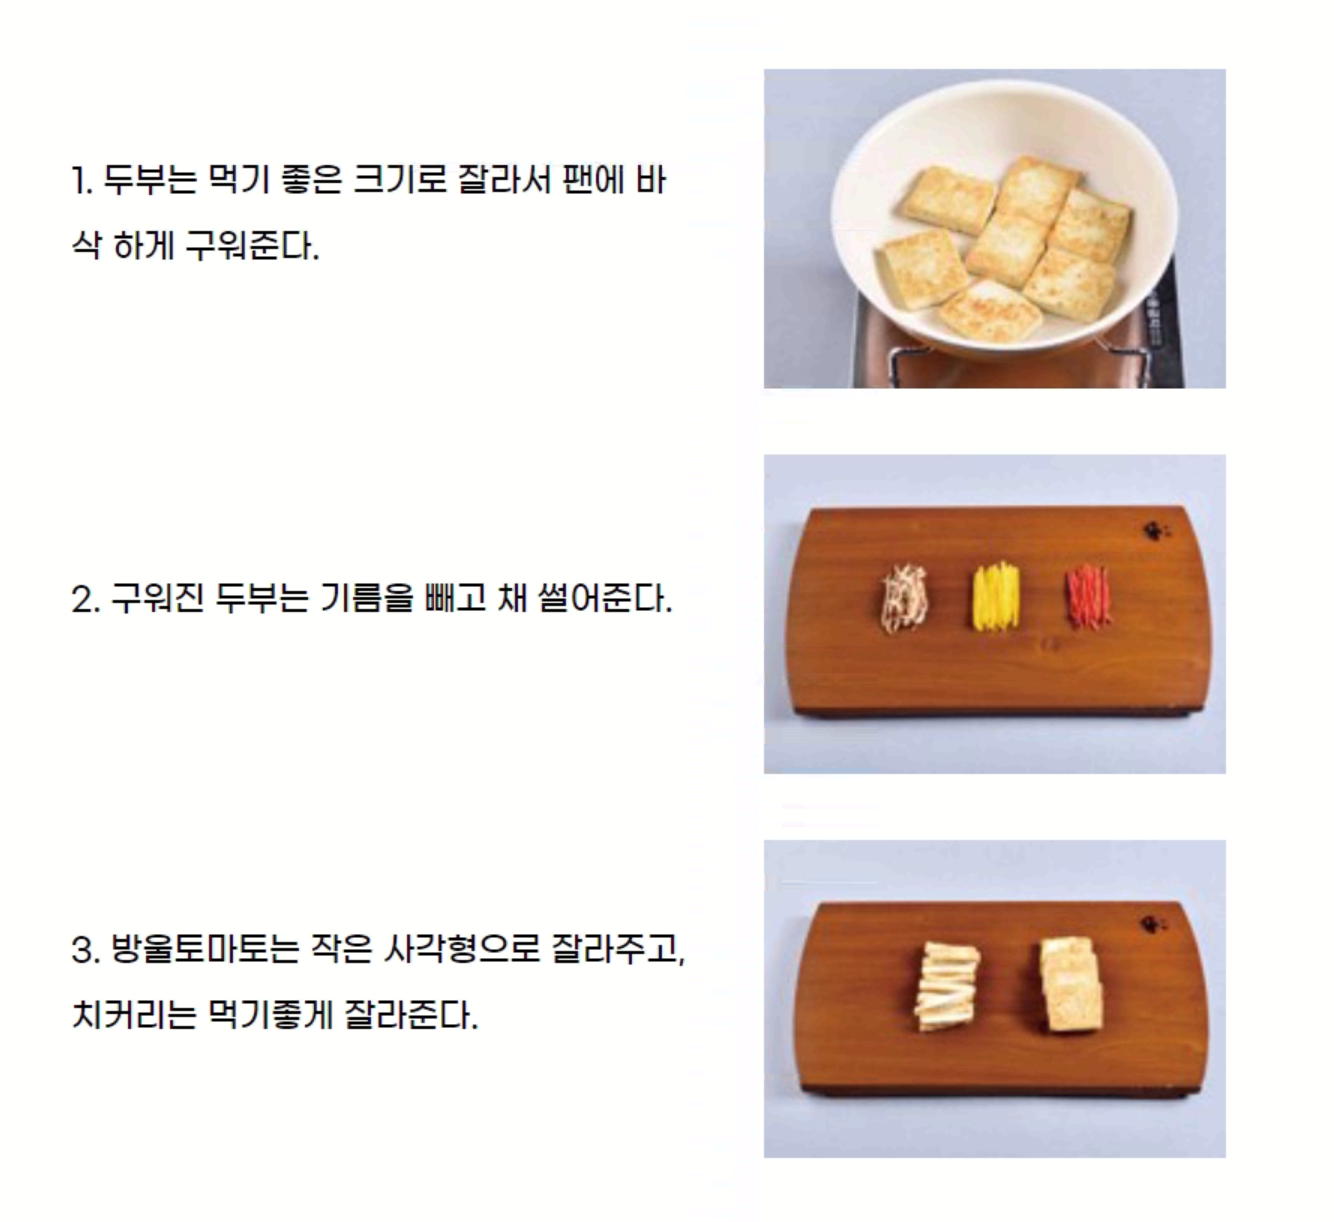 1. 두부는 먹기 좋은 크기로 잘라서 팬에 바
삭 하게 구워준다.
2. 구워진 두부는 기름을 빼고 채 썰어준다.
3. 방울토마토는 작은 사각형으로 잘라주고,
치커리는 먹기좋게 잘라준다.